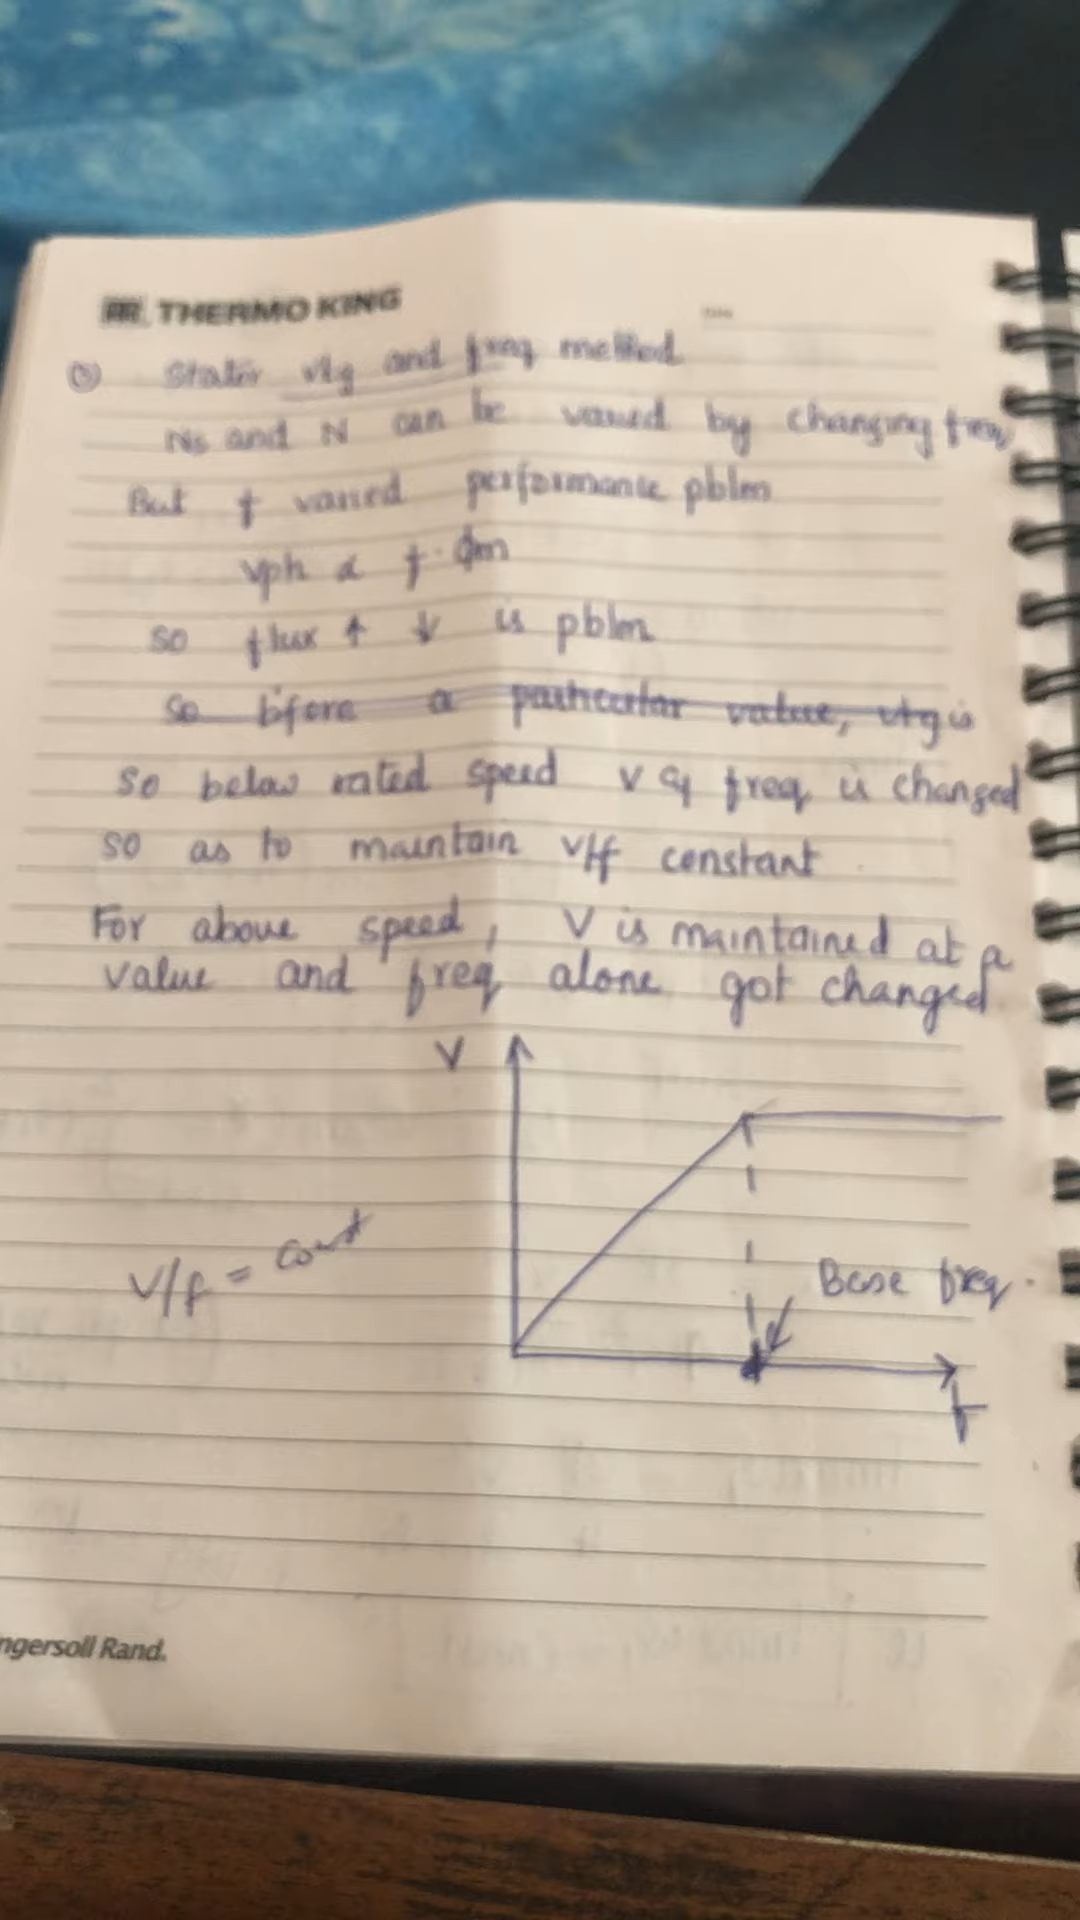 THERMO KING
Stator vtg and freq method
Ns and N can be varied by changing freq
But f varied performance pblm
Vph α f · ϕm
so flux ↑ ↓ is pblm
so bifore a particular value, vtg is
so below rated speed V & freq is changed
so as to maintain v/f constant
For above speed, V is maintained at a
value and freq alone got changed
V
V/f = const
Base freq.
f
ngersoll Rand.